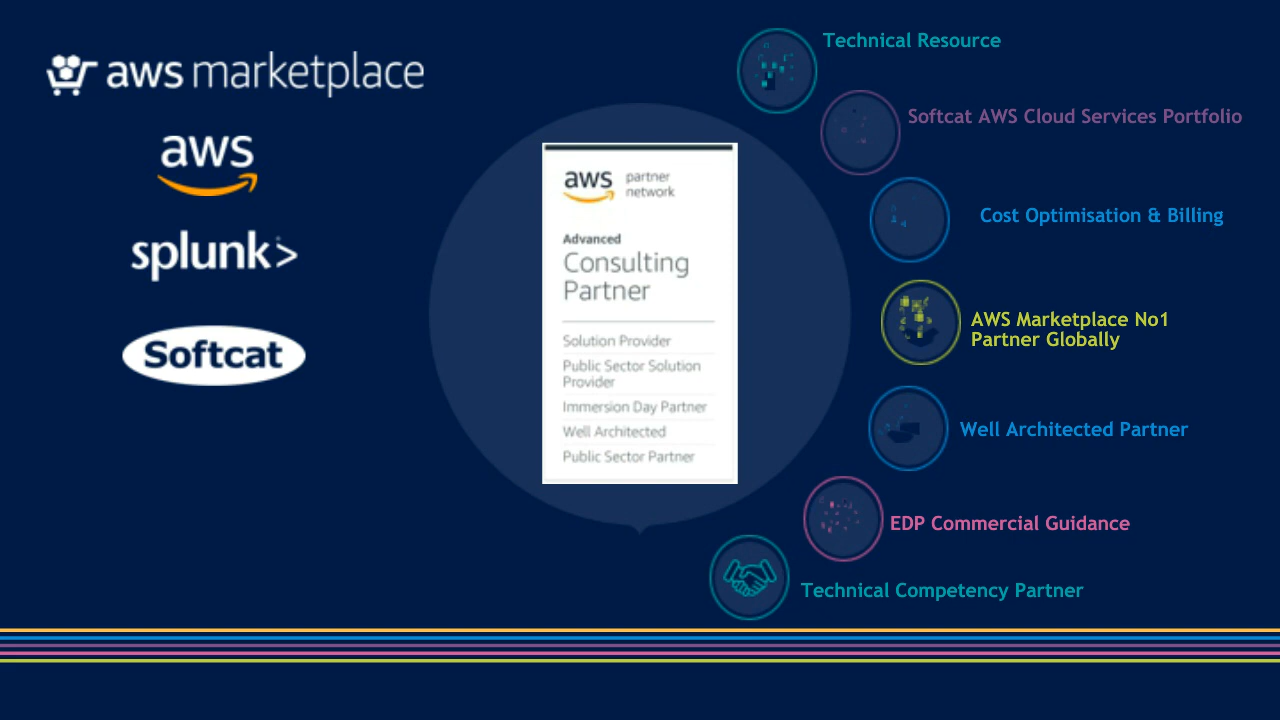 aws marketplace
aws
splunk>
Softcat
aws partner
network
Advanced
Consulting
Partner
Solution Provider
Public Sector Solution
Provider
Immersion Day Partner
Well Architected
Public Sector Partner
Technical Resource
Softcat AWS Cloud Services Portfolio
Cost Optimisation & Billing
AWS Marketplace No1
Partner Globally
Well Architected Partner
EDP Commercial Guidance
Technical Competency Partner